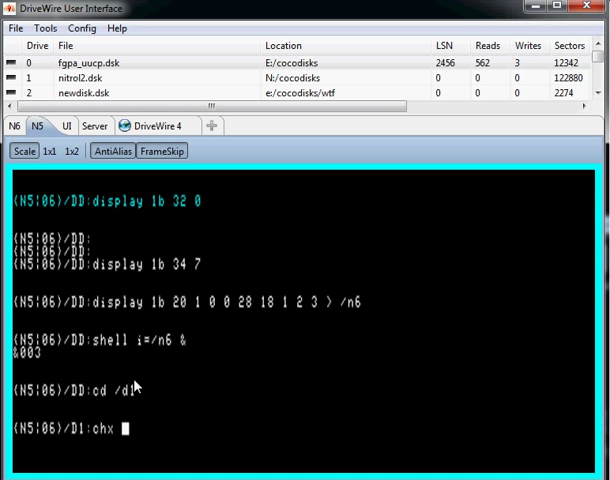 DriveWire User Interface
File Tools Config Help
Drive File Location LSN Reads Writes Sectors
0 fgpa_uucp.dsk E:/cocodisks 2456 562 3 12342
1 nitrol2.dsk N:/cocodisks 0 0 0 122880
2 newdisk.dsk e:/cocodisks/wtf 0 0 0 2274
N6 N5 UI Server DriveWire 4
Scale 1x1 1x2 AntiAlias FrameSkip
{N5|06}/DD:display 1b 32 0
{N5|06}/DD:
{N5|06}/DD:
{N5|06}/DD:display 1b 34 7
{N5|06}/DD:display 1b 20 1 0 0 28 18 1 2 3 > /n6
{N5|06}/DD:shell i=/n6 &
&003
{N5|06}/DD:cd /d1
{N5|06}/D1:chx